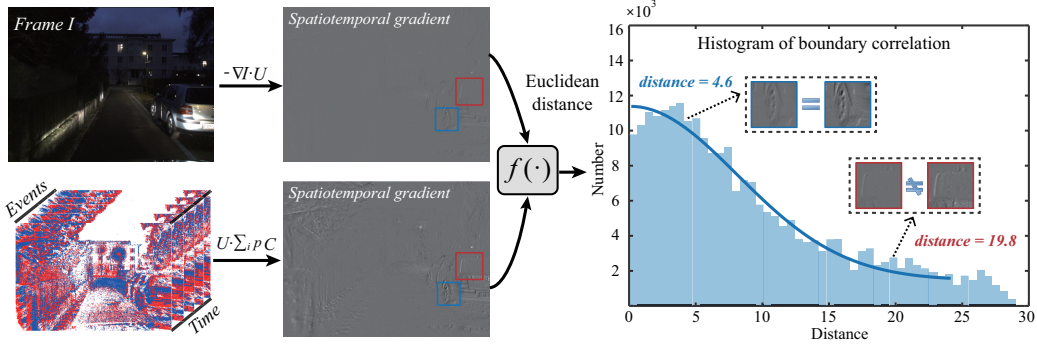 Frame I
- ∇I·U
Spatiotemporal gradient
Events
Time
U·∑ᵢ p C
Spatiotemporal gradient
Euclidean
distance
f(·)
×10³
Histogram of boundary correlation
distance = 4.6
=
≠
distance = 19.8
Number
16
14
12
10
8
6
4
2
0
5
10
15
20
25
30
Distance